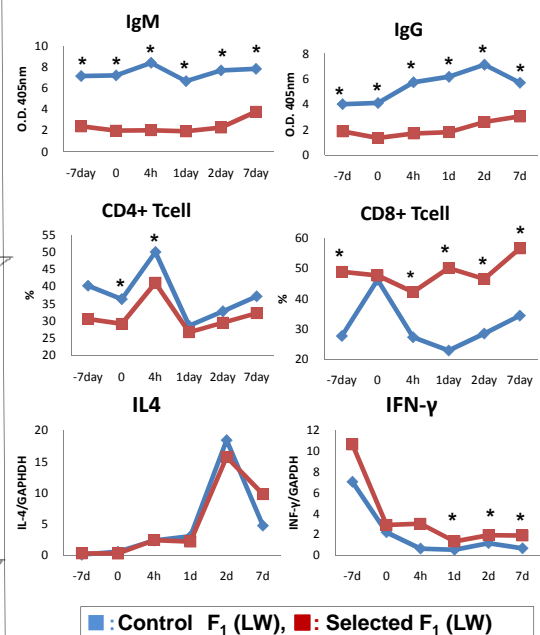 IgM
O.D. 405nm
10
8
6
4
2
0
* * * * * *
-7day 0 4h 1day 2day 7day
IgG
O.D. 405nm
8
6
4
2
0
* * * * * *
-7d 0 4h 1d 2d 7d
CD4+ Tcell
%
55
50
45
40
35
30
25
20
* *
-7day 0 4h 1day 2day 7day
CD8+ Tcell
60
50
40
30
20
* * * * *
-7day 0 4h 1day 2day 7day
IL4
IL-4/GAPHDH
20
15
10
5
0
-7d 0 4h 1d 2d 7d
IFN-γ
INF-γ/GAPDH
12
10
8
6
4
2
0
* * *
-7d 0 4h 1d 2d 7d
: Control F₁ (LW), : Selected F₁ (LW)